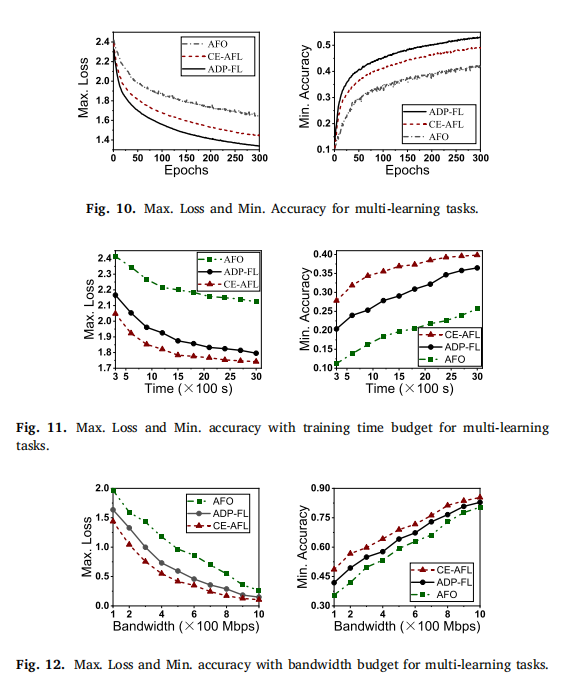 2.4
2.2
2.0
1.8
1.6
1.4
Max. Loss
AFO
CE-AFL
ADP-FL
0 50 100 150 200 250 300
Epochs
0.5
0.4
0.3
0.2
0.1
Min. Accuracy
ADP-FL
CE-AFL
AFO
0 50 100 150 200 250 300
Epochs
Fig. 10. Max. Loss and Min. Accuracy for multi-learning tasks.
2.4
2.3
2.2
2.1
2.0
1.9
1.8
1.7
Max. Loss
AFO
ADP-FL
CE-AFL
3 5 10 15 20 25 30
Time (×100 s)
0.40
0.35
0.30
0.25
0.20
0.15
0.10
Min. Accuracy
CE-AFL
ADP-FL
AFO
3 5 10 15 20 25 30
Time (×100 s)
Fig. 11. Max. Loss and Min. accuracy with training time budget for multi-learning
tasks.
2.0
1.5
1.0
0.5
0.0
Max. Loss
AFO
ADP-FL
CE-AFL
1 2 4 6 8 10
Bandwidth (×100 Mbps)
0.90
0.75
0.60
0.45
0.30
Min. Accuracy
CE-AFL
ADP-FL
AFO
1 2 4 6 8 10
Bandwidth (×100 Mbps)
Fig. 12. Max. Loss and Min. accuracy with bandwidth budget for multi-learning tasks.